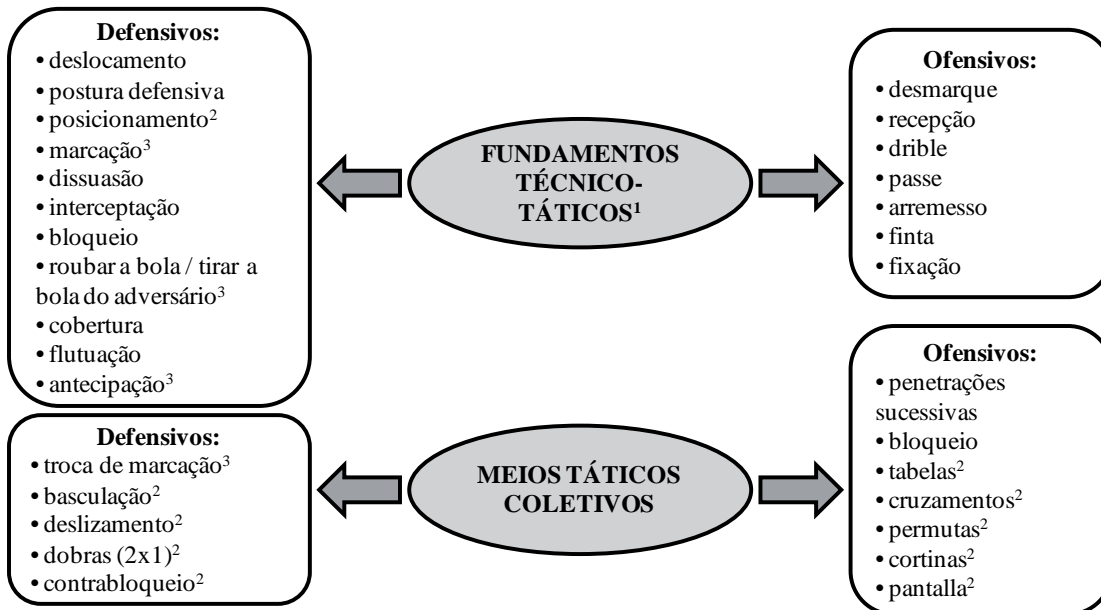 Defensivos:
• deslocamento
• postura defensiva
• posicionamento²
• marcação³
• dissuasão
• interceptação
• bloqueio
• roubar a bola / tirar a
bola do adversário³
• cobertura
• flutuação
• antecipação³
FUNDAMENTOS
TÉCNICO-
TÁTICOS¹
Ofensivos:
• desmarque
• recepção
• drible
• passe
• arremesso
• finta
• fixação
Defensivos:
• troca de marcação³
• basculação²
• deslizamento²
• dobras (2x1)²
• contrabloqueio²
MEIOS TÁTICOS
COLETIVOS
Ofensivos:
• penetrações
sucessivas
• bloqueio
• tabelas²
• cruzamentos²
• permutas²
• cortinas²
• pantalla²